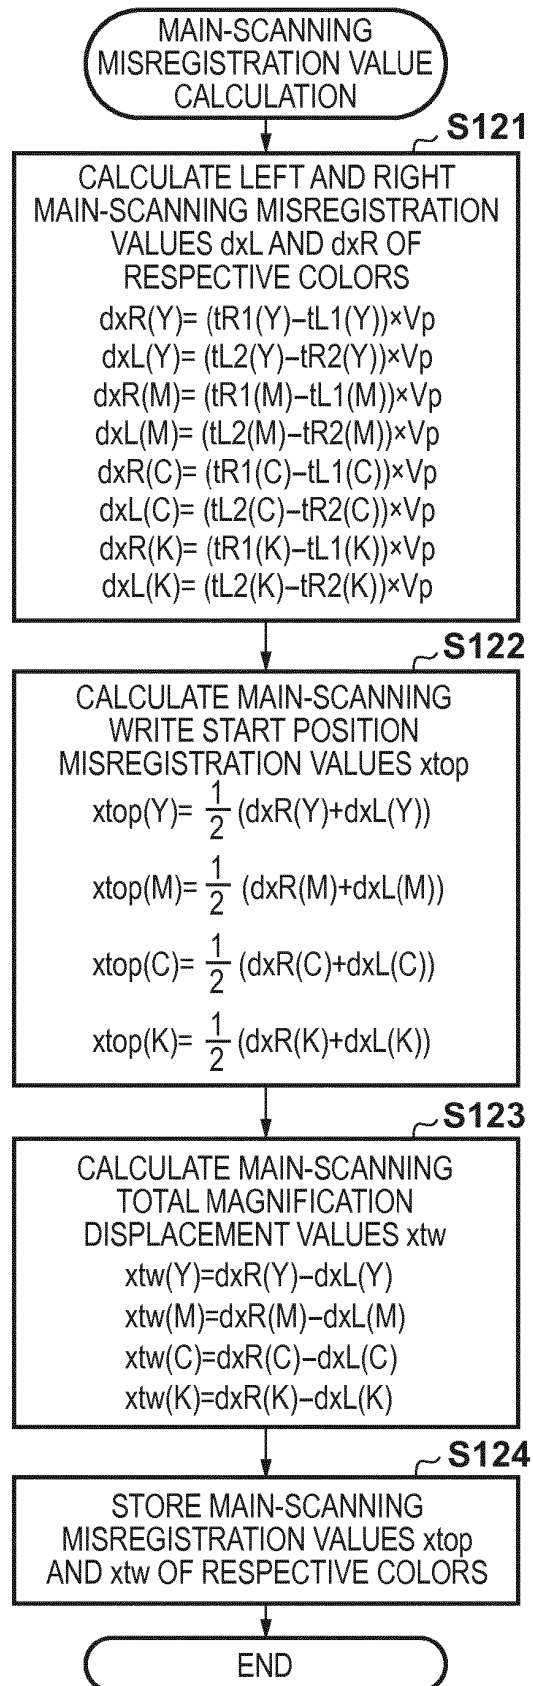 MAIN-SCANNING
MISREGISTRATION VALUE
CALCULATION
S121
CALCULATE LEFT AND RIGHT
MAIN-SCANNING MISREGISTRATION
VALUES dxL AND dxR OF
RESPECTIVE COLORS
dxR(Y)= (tR1(Y)–tL1(Y))×Vp
dxL(Y)= (tL2(Y)–tR2(Y))×Vp
dxR(M)= (tR1(M)–tL1(M))×Vp
dxL(M)= (tL2(M)–tR2(M))×Vp
dxR(C)= (tR1(C)–tL1(C))×Vp
dxL(C)= (tL2(C)–tR2(C))×Vp
dxR(K)= (tR1(K)–tL1(K))×Vp
dxL(K)= (tL2(K)–tR2(K))×Vp
S122
CALCULATE MAIN-SCANNING
WRITE START POSITION
MISREGISTRATION VALUES xtop
xtop(Y)= 1/2 (dxR(Y)+dxL(Y))
xtop(M)= 1/2 (dxR(M)+dxL(M))
xtop(C)= 1/2 (dxR(C)+dxL(C))
xtop(K)= 1/2 (dxR(K)+dxL(K))
S123
CALCULATE MAIN-SCANNING
TOTAL MAGNIFICATION
DISPLACEMENT VALUES xtw
xtw(Y)=dxR(Y)–dxL(Y)
xtw(M)=dxR(M)–dxL(M)
xtw(C)=dxR(C)–dxL(C)
xtw(K)=dxR(K)–dxL(K)
S124
STORE MAIN-SCANNING
MISREGISTRATION VALUES xtop
AND xtw OF RESPECTIVE COLORS
END